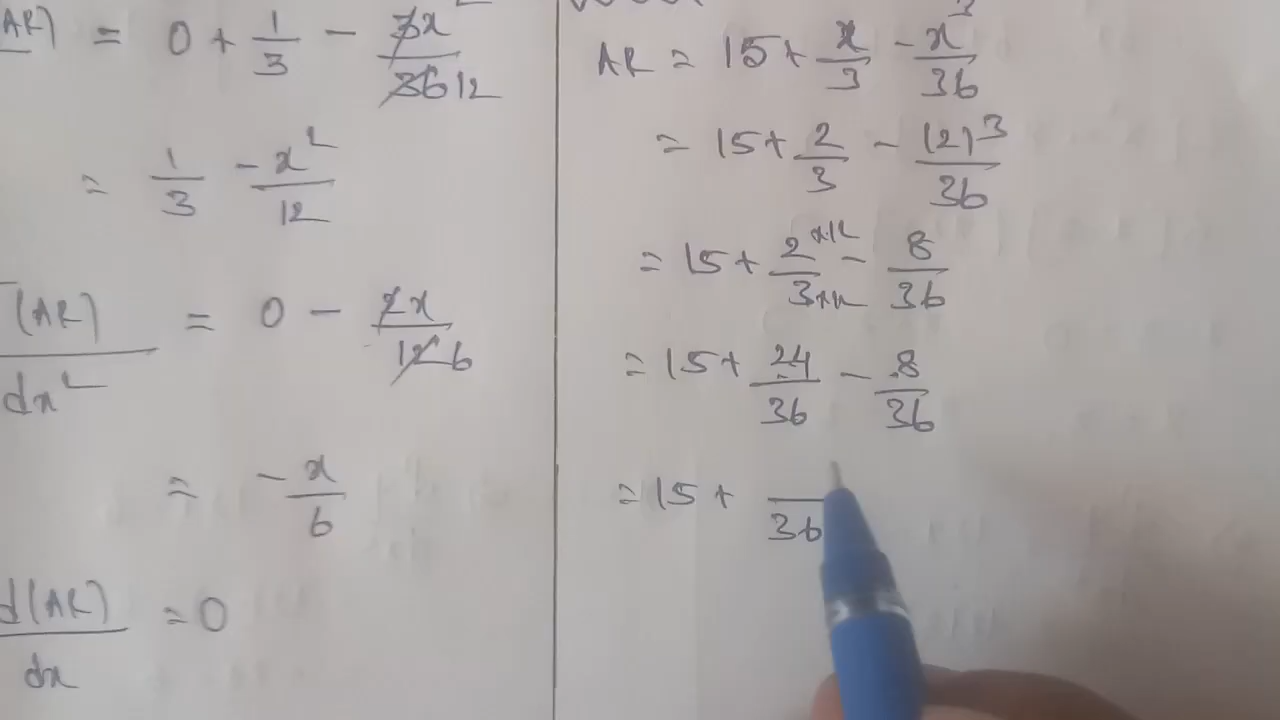 AR) = 0 + 1/3 - 3x²/36 12
= 1/3 - x²/12
(AR)/dx² = 0 - 2x/12 6
= - x/6
d(AR)/dx = 0
AR = 15 + x/3 - x³/36
= 15 + 2/3 - (2)³/36
= 15 + 2×12/3×12 - 8/36
= 15 + 24/36 - 8/36
= 15 + /36